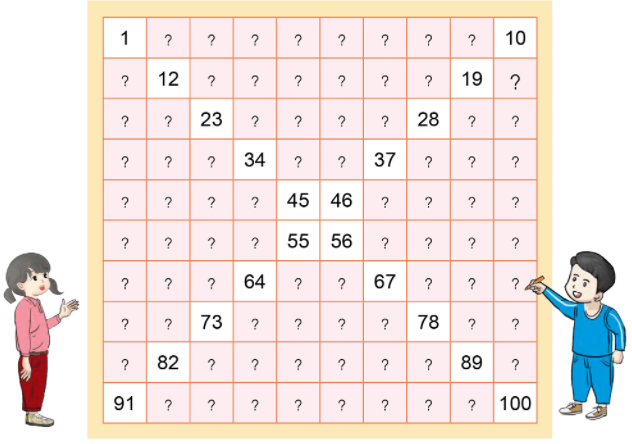 1 ? ? ? ? ? ? ? ? 10
? 12 ? ? ? ? ? ? 19 ?
? ? 23 ? ? ? ? 28 ? ?
? ? ? 34 ? ? 37 ? ? ?
? ? ? ? 45 46 ? ? ? ?
? ? ? ? 55 56 ? ? ? ?
? ? ? 64 ? ? 67 ? ? ?
? ? 73 ? ? ? ? 78 ? ?
? 82 ? ? ? ? ? ? 89 ?
91 ? ? ? ? ? ? ? ? 100